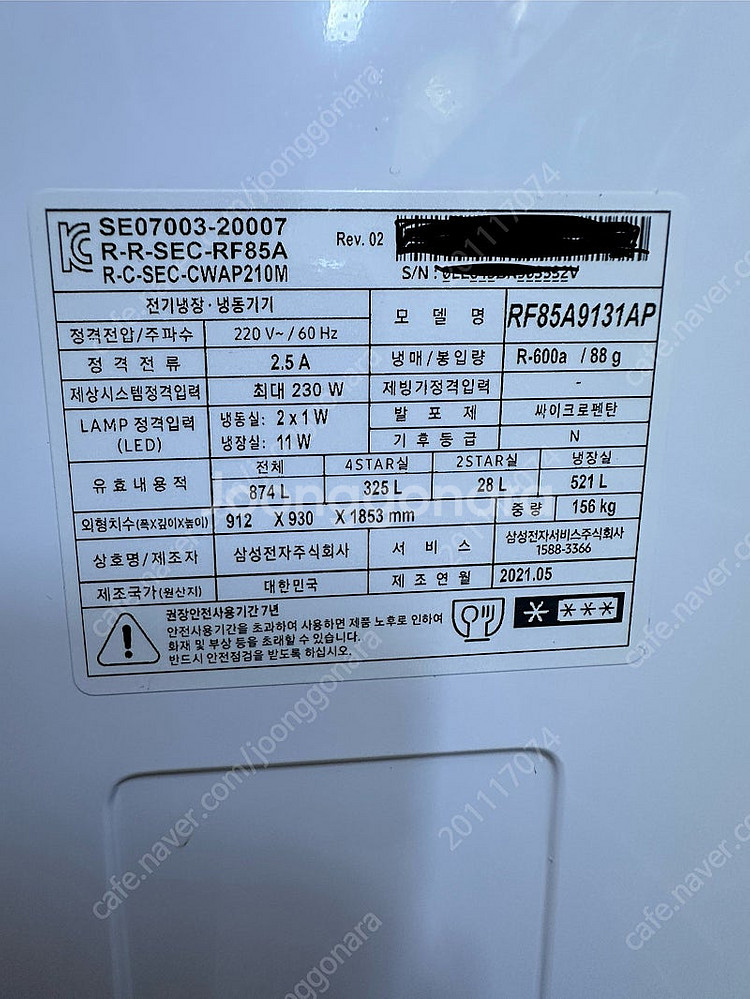 SE07003-20007
R-R-SEC-RF85A
R-C-SEC-CWAP210M
Rev. 02
S/N :
전기냉장·냉동기기
모 델 명 RF85A9131AP
정격전압/주파수 220 V~ / 60 Hz
정 격 전 류 2.5 A
냉매/봉입량 R-600a / 88 g
제상시스템정격입력 최대 230 W
제빙기정격입력 -
LAMP 정격입력 (LED)
냉동실: 2 x 1 W
냉장실: 11 W
발 포 제 싸이크로펜탄
기 후 등 급 N
유 효 내 용 적
전체 4STAR실 2STAR실 냉장실
874 L 325 L 28 L 521 L
외형치수(폭X깊이X높이) 912 X 930 X 1853 mm
중 량 156 kg
상호명/제조자 삼성전자주식회사
서 비 스 삼성전자서비스주식회사
1588-3366
제조국가(원산지) 대한민국
제 조 연 월 2021.05
권장안전사용기간 7년
안전사용기간을 초과하여 사용하면 제품 노후로 인하여
화재 및 부상 등을 초래할 수 있습니다.
반드시 안전점검을 받도록 하십시오.
joonggonara
cafe.naver.com/joonggonara
201117074